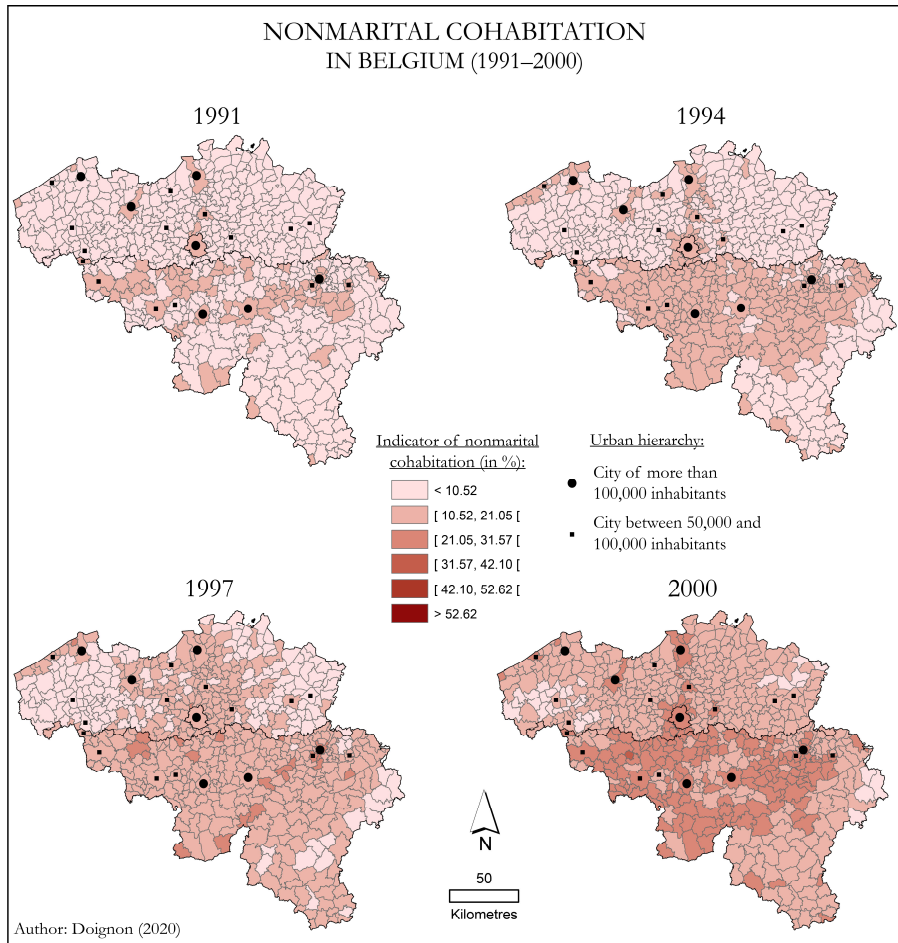 NONMARITAL COHABITATION
IN BELGIUM (1991–2000)
1991
1994
Indicator of nonmarital
cohabitation (in %):
< 10.52
[ 10.52, 21.05 [
[ 21.05, 31.57 [
[ 31.57, 42.10 [
[ 42.10, 52.62 [
> 52.62
Urban hierarchy:
City of more than
100,000 inhabitants
City between 50,000 and
100,000 inhabitants
1997
2000
N
50
Kilometres
Author: Doignon (2020)